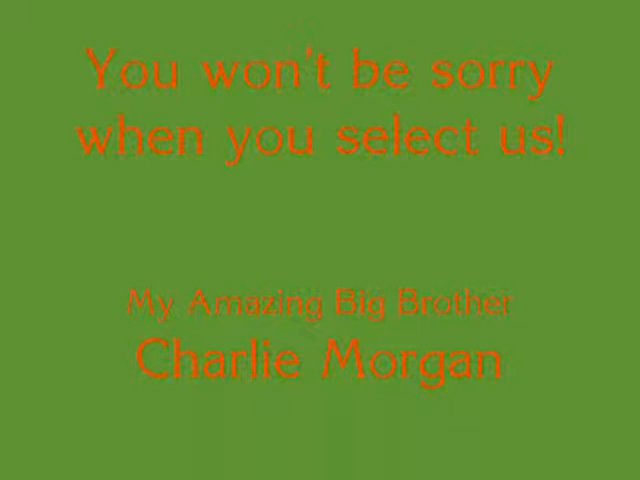 You won't be sorry
when you select us!
My Amazing Big Brother
Charlie Morgan